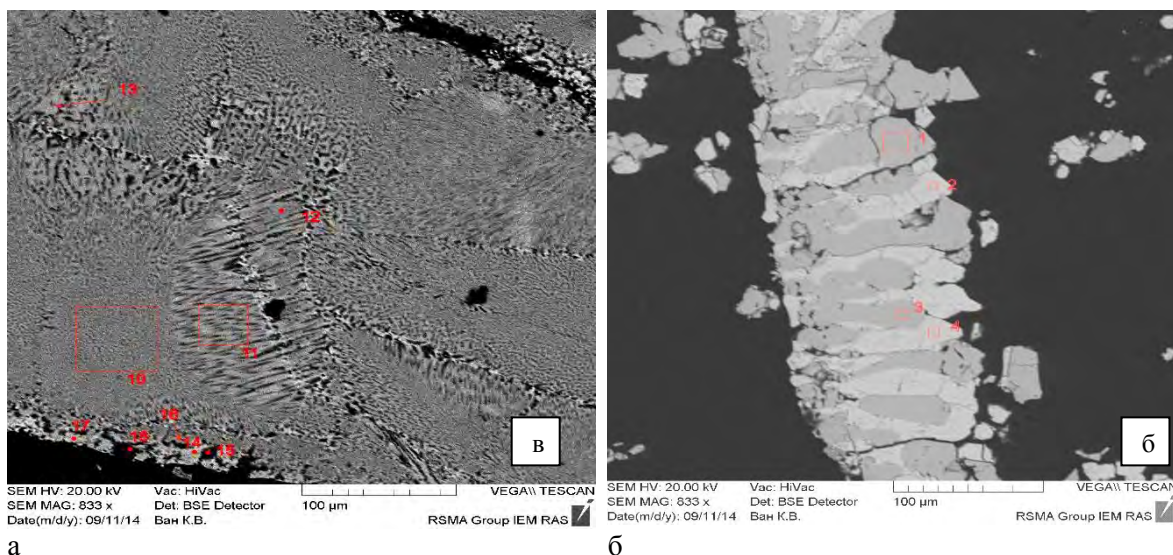 13
12
11
10
16
17
18
14
15
в
SEM HV: 20.00 kV Vac: HiVac VEGA\\ TESCAN
SEM MAG: 833 x Det: BSE Detector 100 µm
Date(m/d/y): 09/11/14 Ван К.В. RSMA Group IEM RAS
а
1
2
3
4
б
SEM HV: 20.00 kV Vac: HiVac VEGA\\ TESCAN
SEM MAG: 833 x Det: BSE Detector 100 µm
Date(m/d/y): 09/11/14 Ван К.В. RSMA Group IEM RAS
б